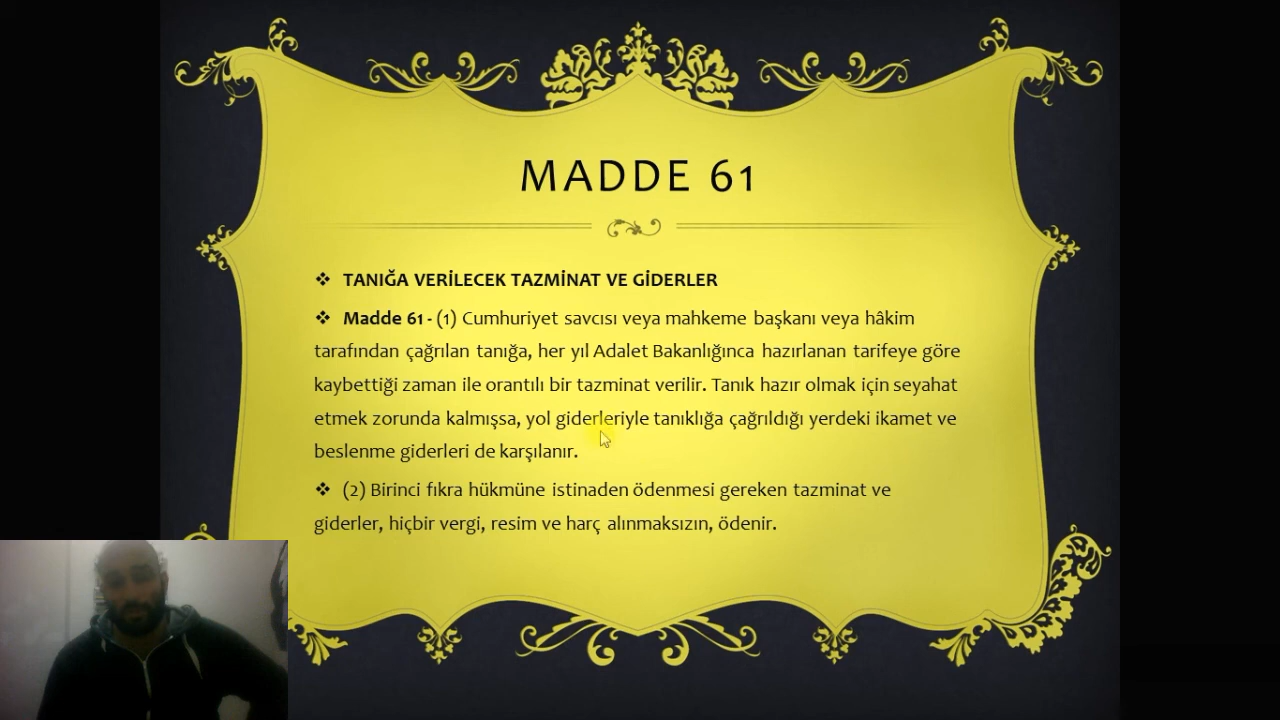 MADDE 61
TANIĞA VERİLECEK TAZMİNAT VE GİDERLER
Madde 61 - (1) Cumhuriyet savcısı veya mahkeme başkanı veya hâkim
tarafından çağrılan tanığa, her yıl Adalet Bakanlığınca hazırlanan tarifeye göre
kaybettiği zaman ile orantılı bir tazminat verilir. Tanık hazır olmak için seyahat
etmek zorunda kalmışsa, yol giderleriyle tanıklığa çağrıldığı yerdeki ikamet ve
beslenme giderleri de karşılanır.
(2) Birinci fıkra hükmüne istinaden ödenmesi gereken tazminat ve
giderler, hiçbir vergi, resim ve harç alınmaksızın, ödenir.